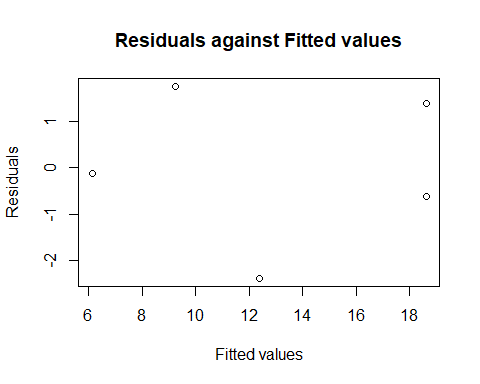 Residuals against Fitted values
Residuals
1
0
-1
-2
6 8 10 12 14 16 18
Fitted values